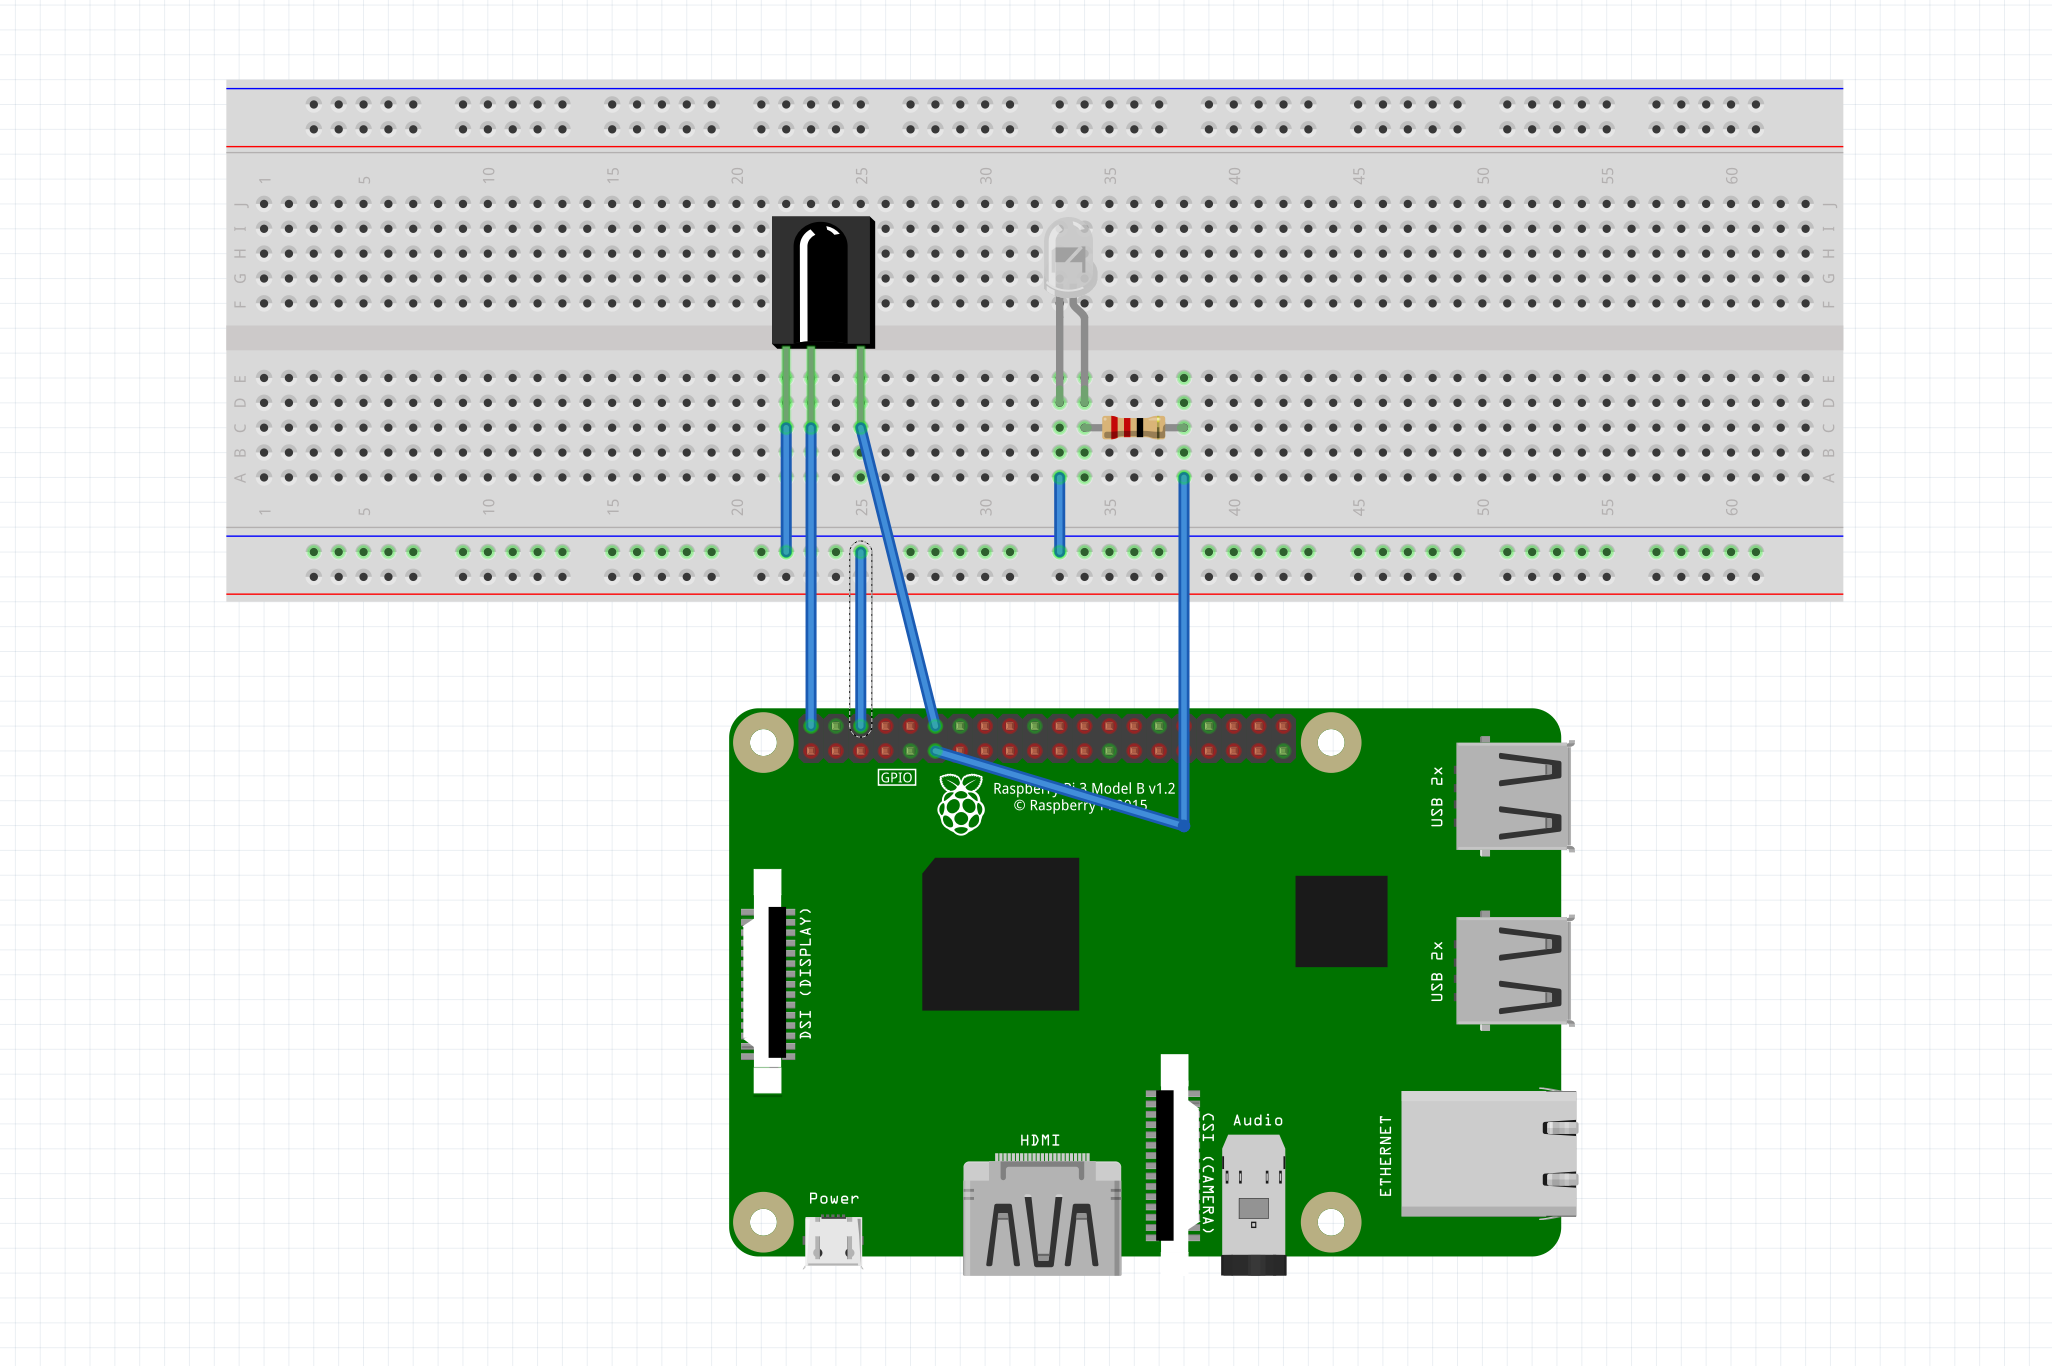 1 5 10 15 20 25 30 35 40 45 50 55 60
J J
I I
H H
G G
F F
E E
D D
C C
B B
A A
1 5 10 15 20 25 30 35 40 45 50 55 60
GPIO
Raspberry Pi 3 Model B v1.2
© Raspberry 2015
USB 2x
USB 2x
DSI (DISPLAY)
CSI (CAMERA)
Audio
ETHERNET
HDMI
Power